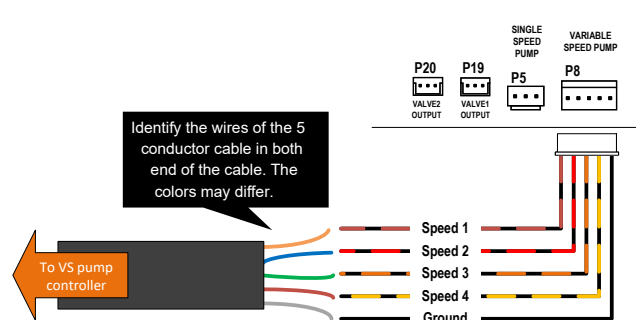 SINGLE
SPEED
PUMP
VARIABLE
SPEED PUMP
P20
P19
P5
P8
VALVE2
OUTPUT
VALVE1
OUTPUT
Identify the wires of the 5
conductor cable in both
end of the cable. The
colors may differ.
Speed 1
Speed 2
Speed 3
Speed 4
Ground
To VS pump
controller